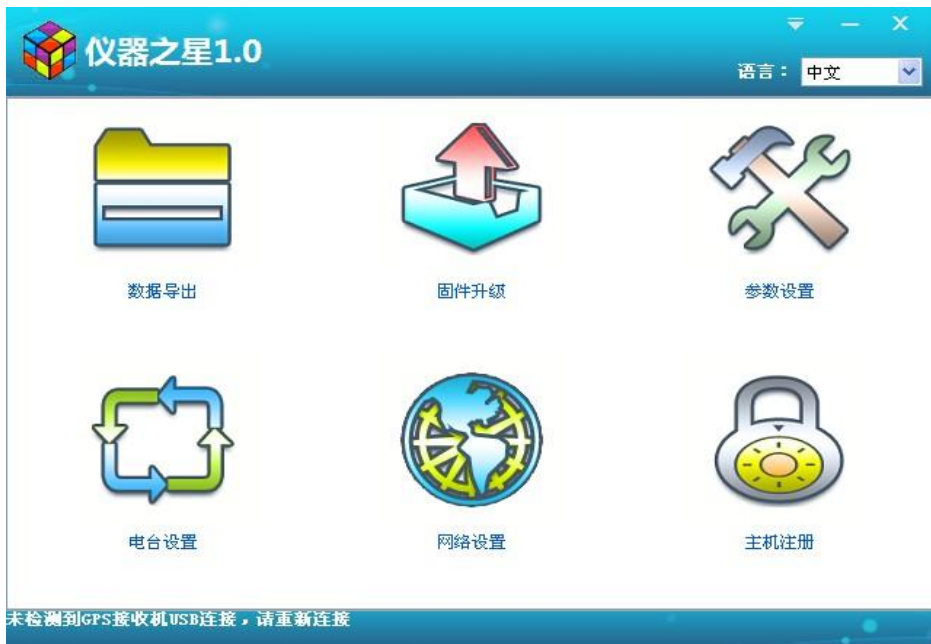 仪器之星1.0
语言： 中文
数据导出 固件升级 参数设置
电台设置 网络设置 主机注册
未检测到GPS接收机USB连接，请重新连接